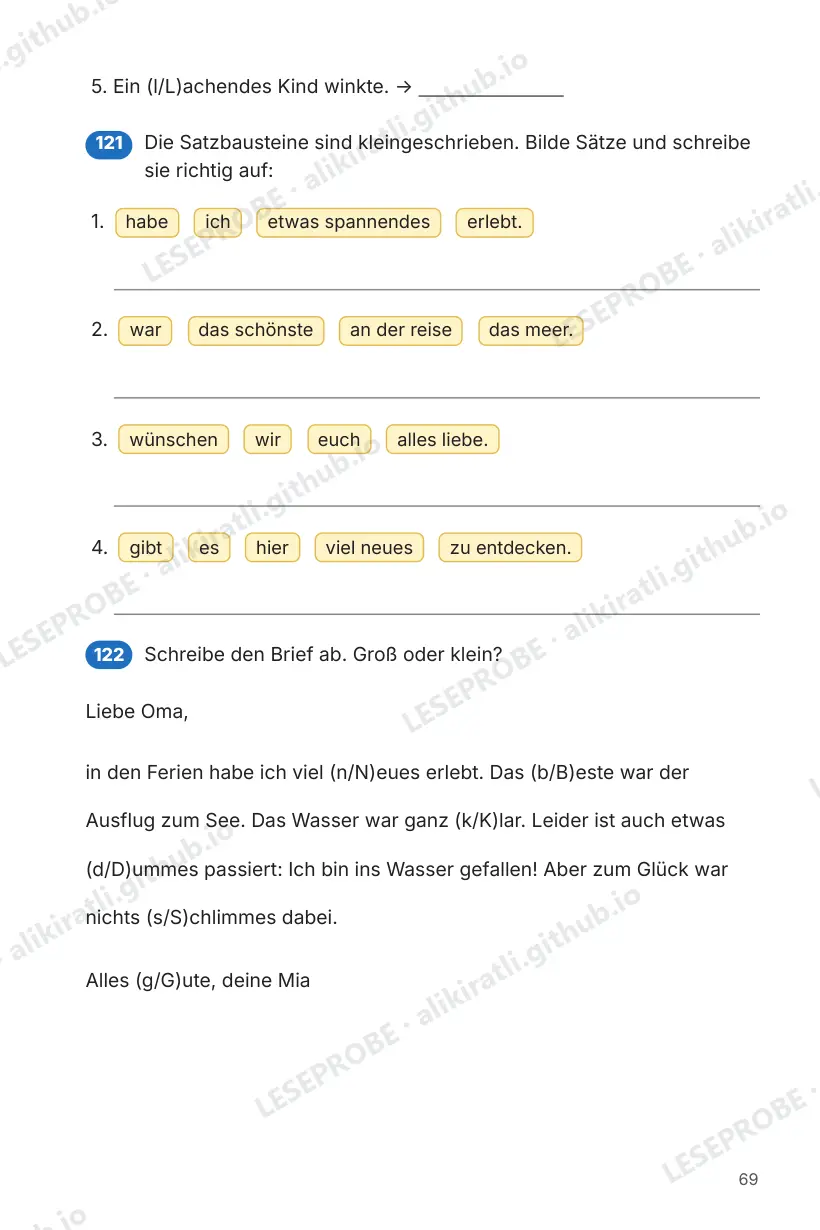 5. Ein (l/L)achendes Kind winkte. → ______________
121 Die Satzbausteine sind kleingeschrieben. Bilde Sätze und schreibe
sie richtig auf:
1. habe ich etwas spannendes erlebt.
2. war das schönste an der reise das meer.
3. wünschen wir euch alles liebe.
4. gibt es hier viel neues zu entdecken.
122 Schreibe den Brief ab. Groß oder klein?
Liebe Oma,
in den Ferien habe ich viel (n/N)eues erlebt. Das (b/B)este war der
Ausflug zum See. Das Wasser war ganz (k/K)lar. Leider ist auch etwas
(d/D)ummes passiert: Ich bin ins Wasser gefallen! Aber zum Glück war
nichts (s/S)chlimmes dabei.
Alles (g/G)ute, deine Mia
69
LESEPROBE · alikiratli.github.io